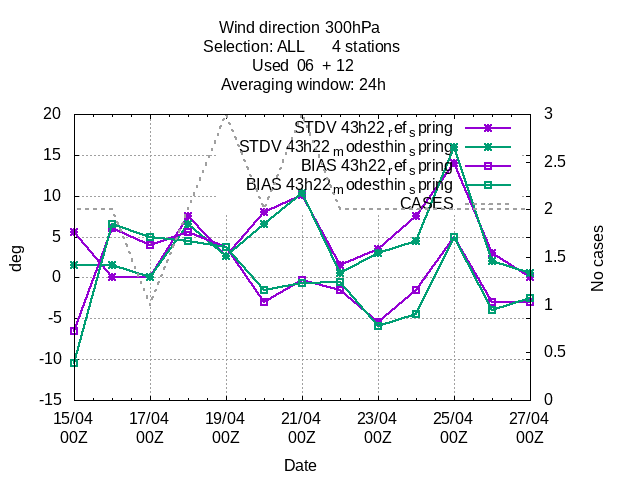 Wind direction 300hPa
Selection: ALL 4 stations
Used 06 + 12
Averaging window: 24h
20
15
10
5
0
-5
-10
-15
deg
3
2.5
2
1.5
1
0.5
0
No cases
STDV 43h22_ref_spring
STDV 43h22_modesthin_spring
BIAS 43h22_ref_spring
BIAS 43h22_modesthin_spring
CASES
15/04 17/04 19/04 21/04 23/04 25/04 27/04
00Z 00Z 00Z 00Z 00Z 00Z 00Z
Date